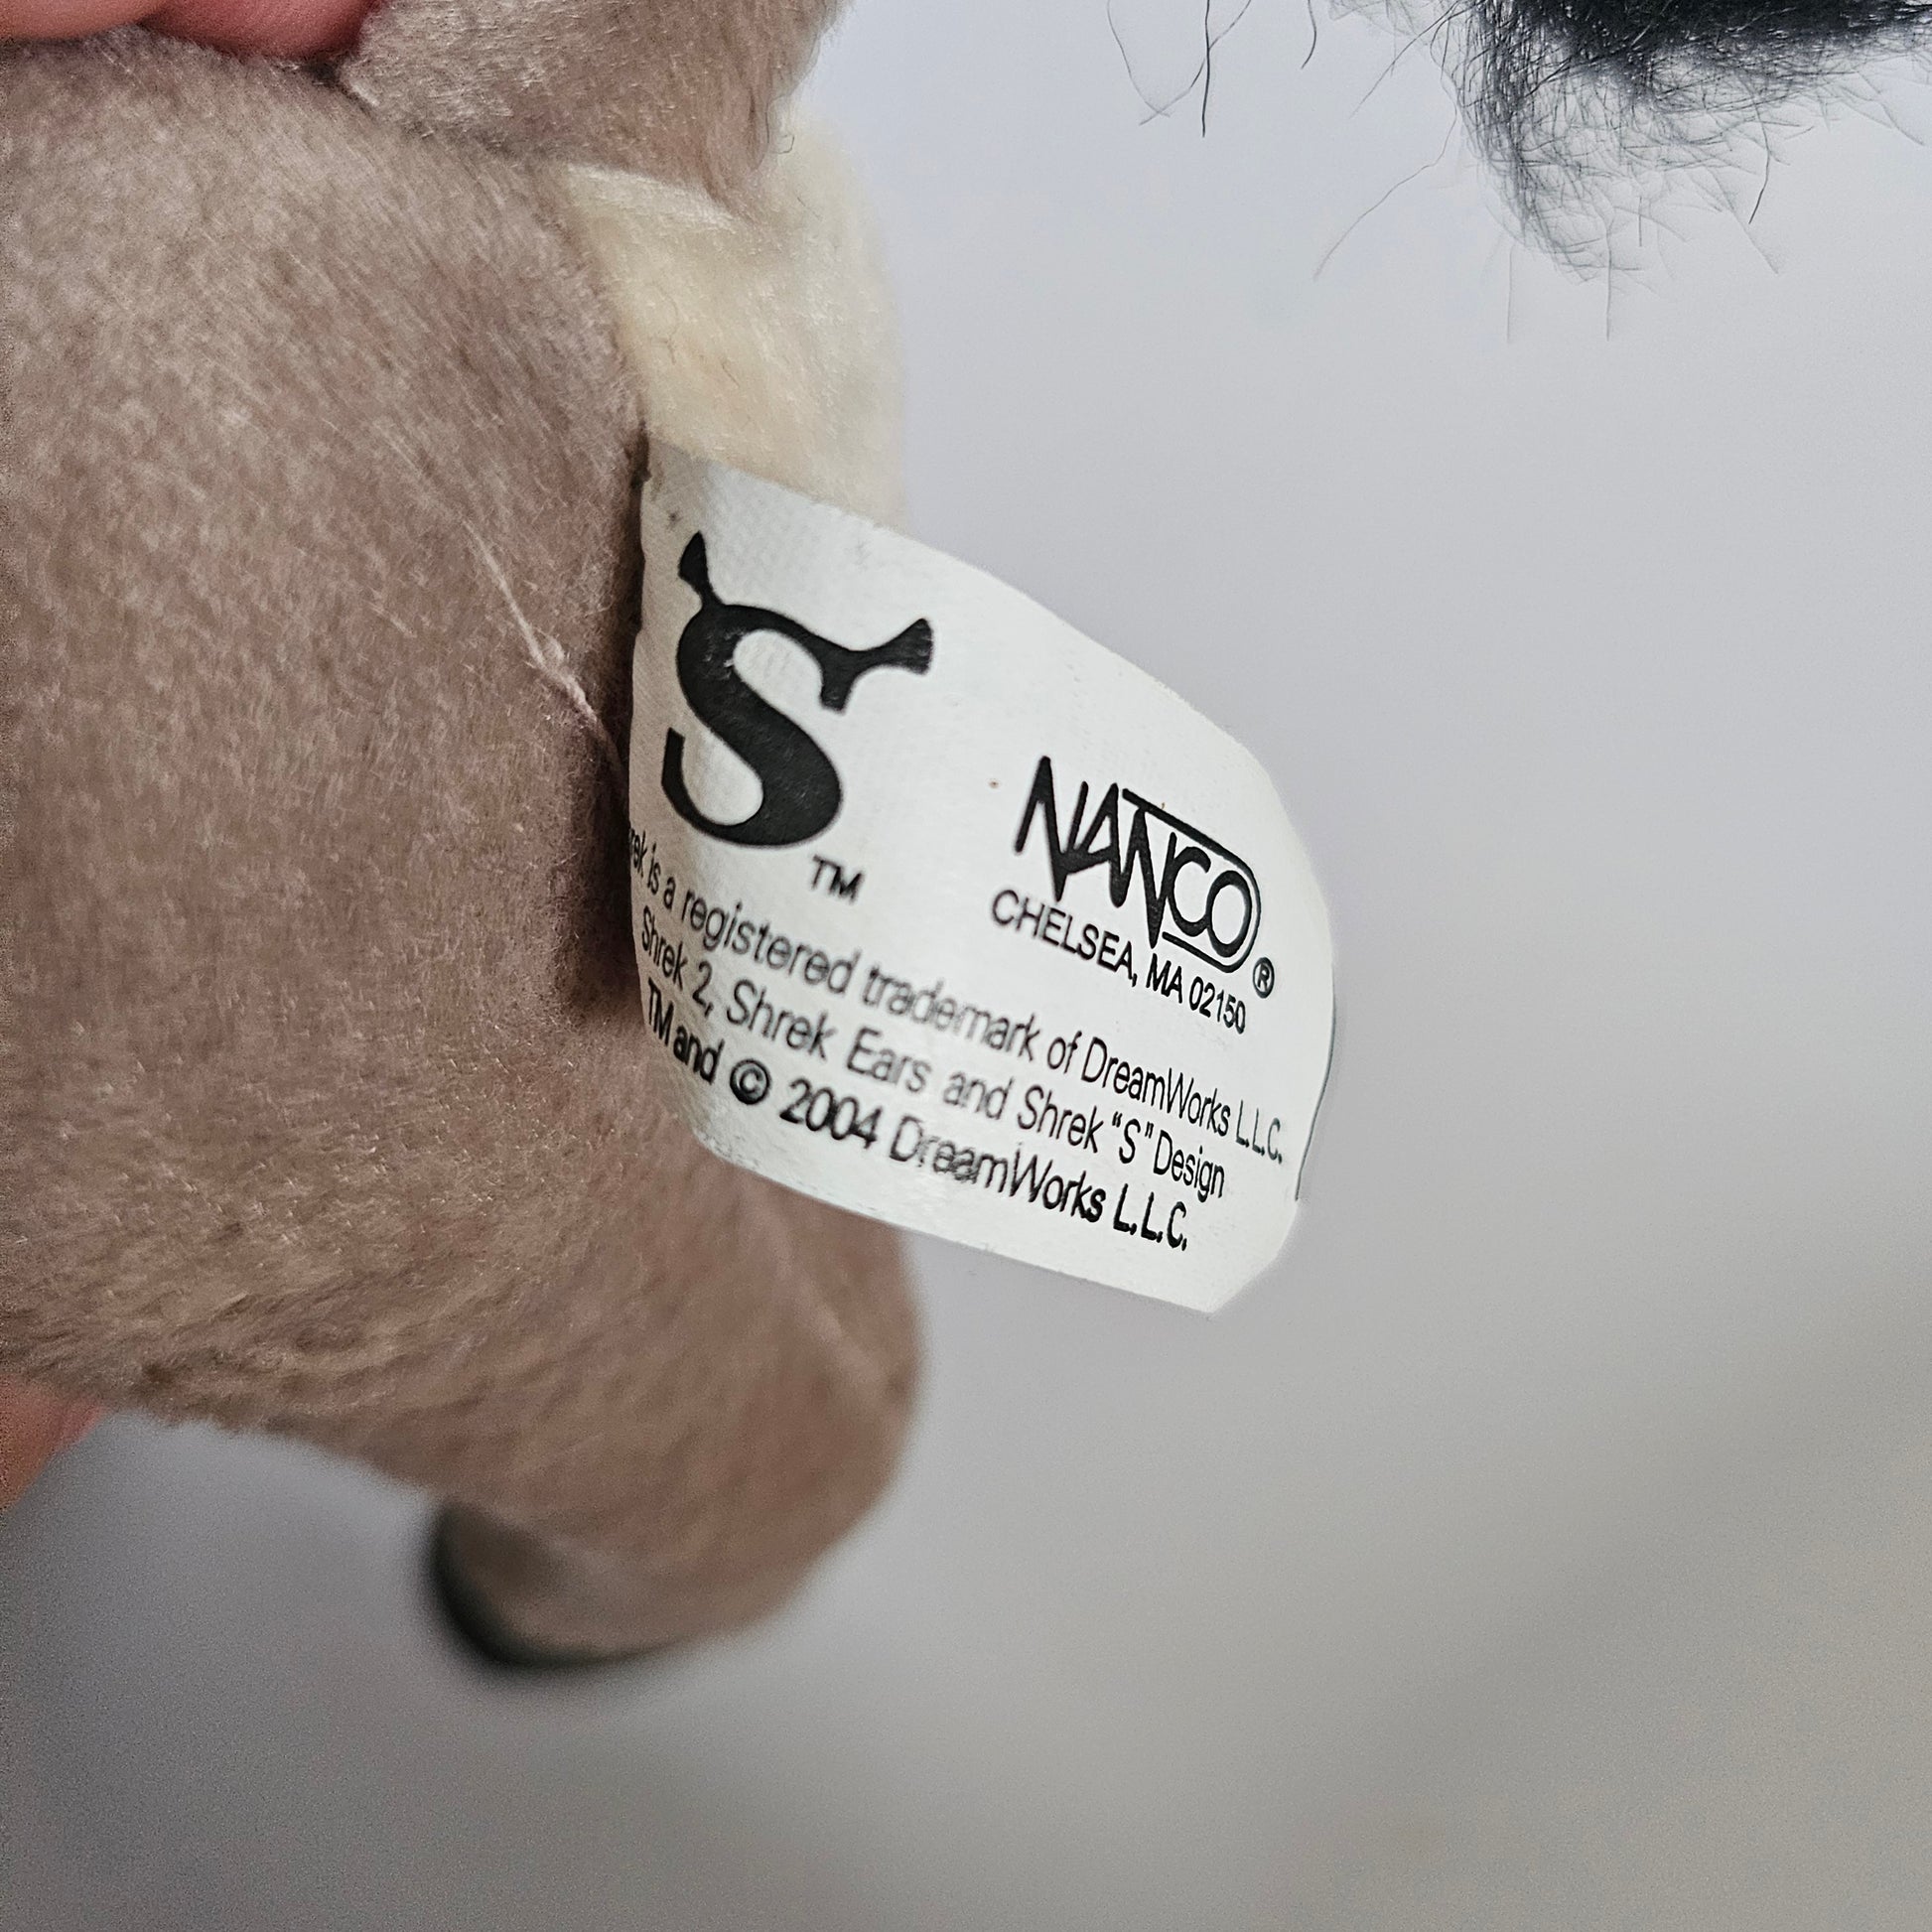 S
TM
NANCO®
CHELSEA, MA 02150
is a registered trademark of DreamWorks L.L.C.
Shrek 2, Shrek Ears and Shrek “S” Design
TM and © 2004 DreamWorks L.L.C.